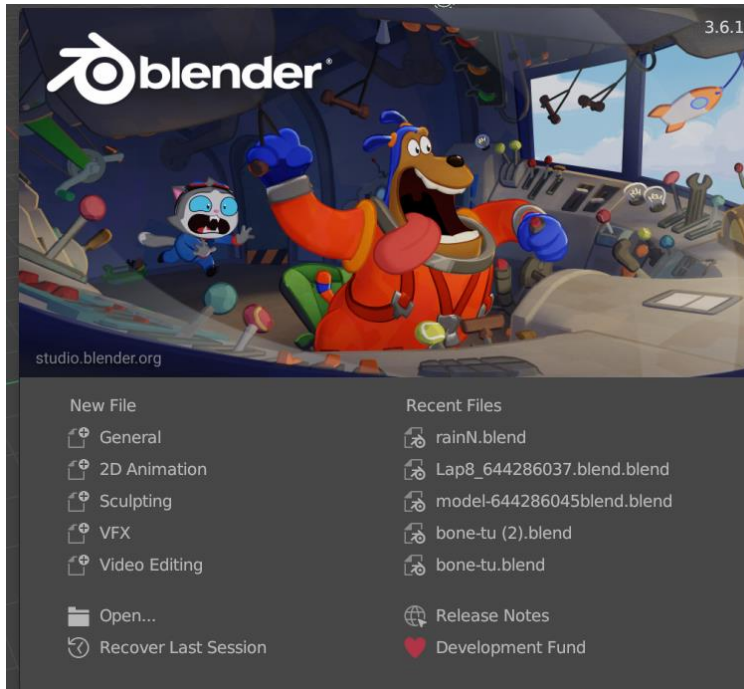 3.6.1
blender
studio.blender.org
New File
General
2D Animation
Sculpting
VFX
Video Editing
Open...
Recover Last Session
Recent Files
rainN.blend
Lap8_644286037.blend.blend
model-644286045blend.blend
bone-tu (2).blend
bone-tu.blend
Release Notes
Development Fund